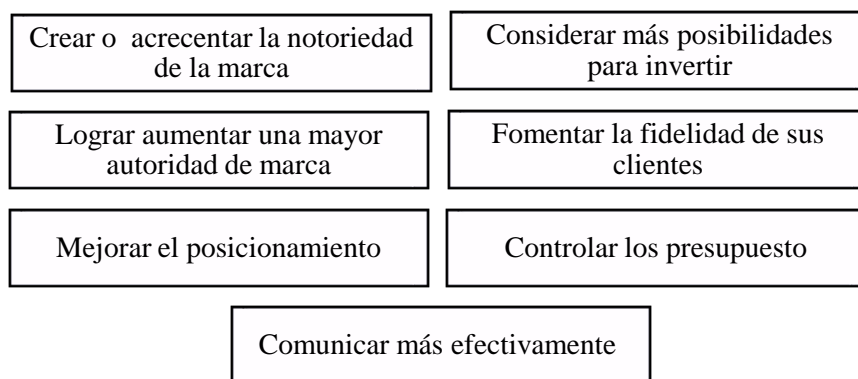 Crear o acrecentar la notoriedad
de la marca
Considerar más posibilidades
para invertir
Lograr aumentar una mayor
autoridad de marca
Fomentar la fidelidad de sus
clientes
Mejorar el posicionamiento
Controlar los presupuesto
Comunicar más efectivamente